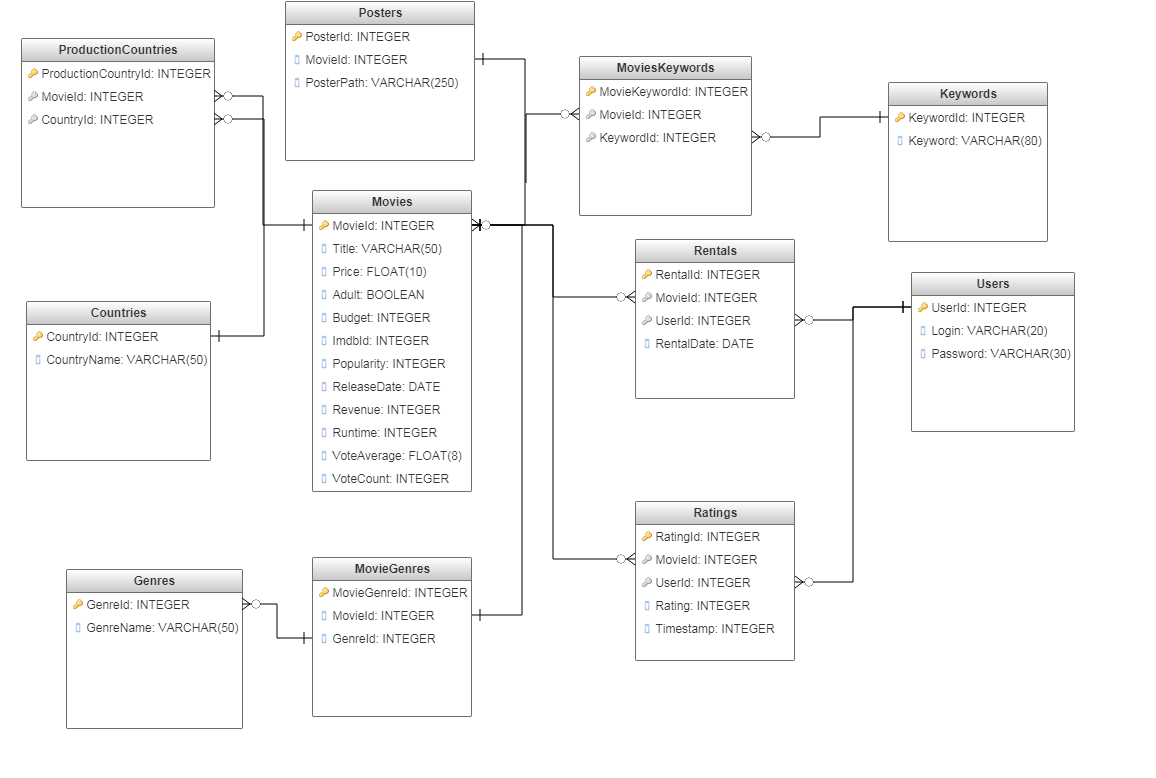 Posters
PosterId: INTEGER
MovieId: INTEGER
PosterPath: VARCHAR(250)
ProductionCountries
ProductionCountryId: INTEGER
MovieId: INTEGER
CountryId: INTEGER
MoviesKeywords
MovieKeywordId: INTEGER
MovieId: INTEGER
KeywordId: INTEGER
Keywords
KeywordId: INTEGER
Keyword: VARCHAR(80)
Movies
MovieId: INTEGER
Title: VARCHAR(50)
Price: FLOAT(10)
Adult: BOOLEAN
Budget: INTEGER
ImdbId: INTEGER
Popularity: INTEGER
ReleaseDate: DATE
Revenue: INTEGER
Runtime: INTEGER
VoteAverage: FLOAT(8)
VoteCount: INTEGER
Rentals
RentalId: INTEGER
MovieId: INTEGER
UserId: INTEGER
RentalDate: DATE
Users
UserId: INTEGER
Login: VARCHAR(20)
Password: VARCHAR(30)
Countries
CountryId: INTEGER
CountryName: VARCHAR(50)
Ratings
RatingId: INTEGER
MovieId: INTEGER
UserId: INTEGER
Rating: INTEGER
Timestamp: INTEGER
MovieGenres
MovieGenreId: INTEGER
MovieId: INTEGER
GenreId: INTEGER
Genres
GenreId: INTEGER
GenreName: VARCHAR(50)